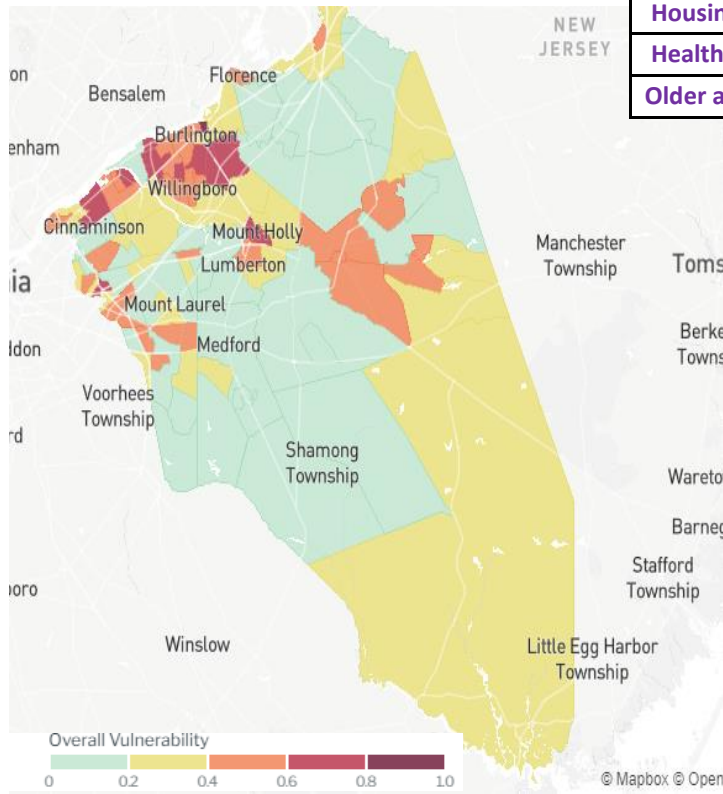 Housin
Health
Older a
NEW
JERSEY
on
Florence
Bensalem
Burlington
enham
Willingboro
Cinnaminson
Mount Holly
Manchester
Township
Lumberton
Toms
ia
Mount Laurel
Berke
Towns
ddon
Medford
Voorhees
Township
rd
Shamong
Township
Wareto
Barneg
Stafford
Township
boro
Winslow
Little Egg Harbor
Township
Overall Vulnerability
0 0.2 0.4 0.6 0.8 1.0
© Mapbox © Open